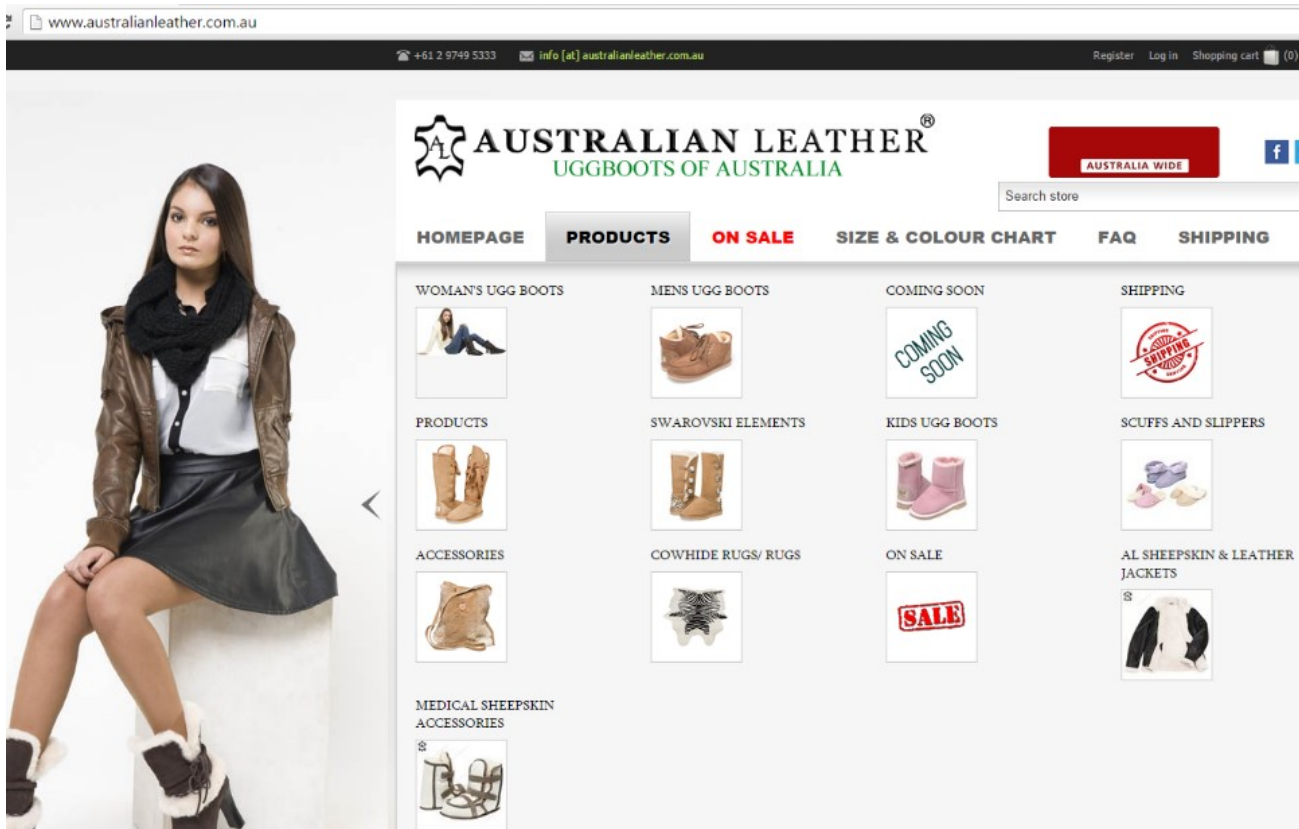 www.australianleather.com.au
+61 2 9749 5333 info [at] australianleather.com.au Register Log in Shopping cart (0)
AL AUSTRALIAN LEATHER®
UGGBOOTS OF AUSTRALIA
AUSTRALIA WIDE
f
Search store
HOMEPAGE PRODUCTS ON SALE SIZE & COLOUR CHART FAQ SHIPPING
WOMAN'S UGG BOOTS MENS UGG BOOTS COMING SOON SHIPPING
COMING
SOON
SHIPPING
PRODUCTS SWAROVSKI ELEMENTS KIDS UGG BOOTS SCUFFS AND SLIPPERS
ACCESSORIES COWHIDE RUGS/ RUGS ON SALE AL SHEEPSKIN & LEATHER
JACKETS
SALE
MEDICAL SHEEPSKIN
ACCESSORIES